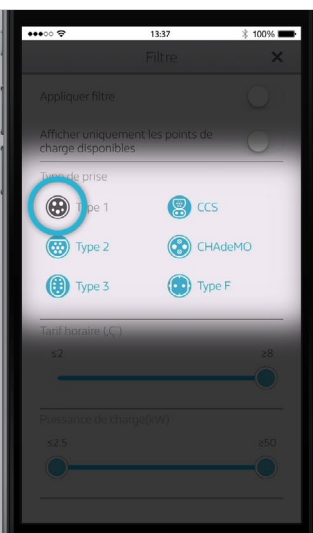 13:37
100%
Filtre
Appliquer filtre
Afficher uniquement les points de
charge disponibles
Type de prise
Type 1
CCS
Type 2
CHAdeMO
Type 3
Type F
Tarif horaire (,Ç)
≤2
≥8
Puissance de charge(kW)
≤2.5
≥50